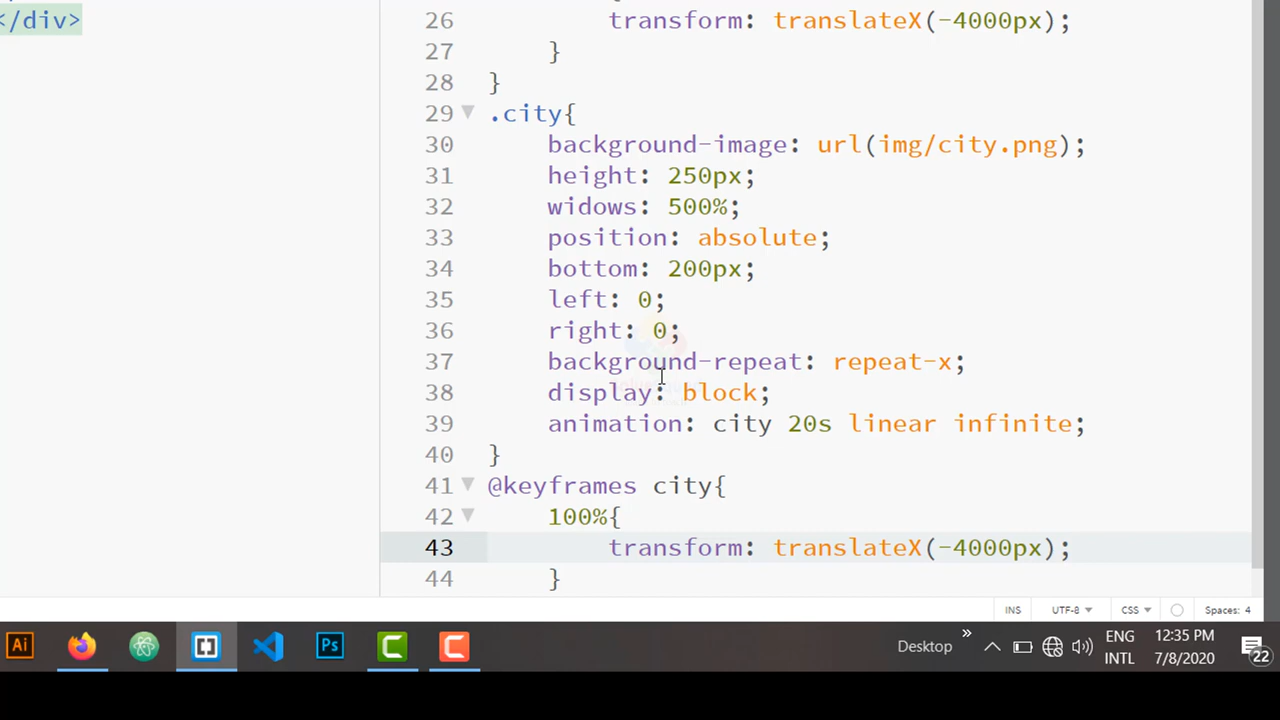 </div>
26 transform: translateX(-4000px);
27 }
28 }
29 .city{
30 background-image: url(img/city.png);
31 height: 250px;
32 widows: 500%;
33 position: absolute;
34 bottom: 200px;
35 left: 0;
36 right: 0;
37 background-repeat: repeat-x;
38 display: block;
39 animation: city 20s linear infinite;
40 }
41 @keyframes city{
42 100%{
43 transform: translateX(-4000px);
44 }
INS UTF-8 CSS Spaces: 4
Ai Ps C C Desktop » ENG 12:35 PM
INTL 7/8/2020 22